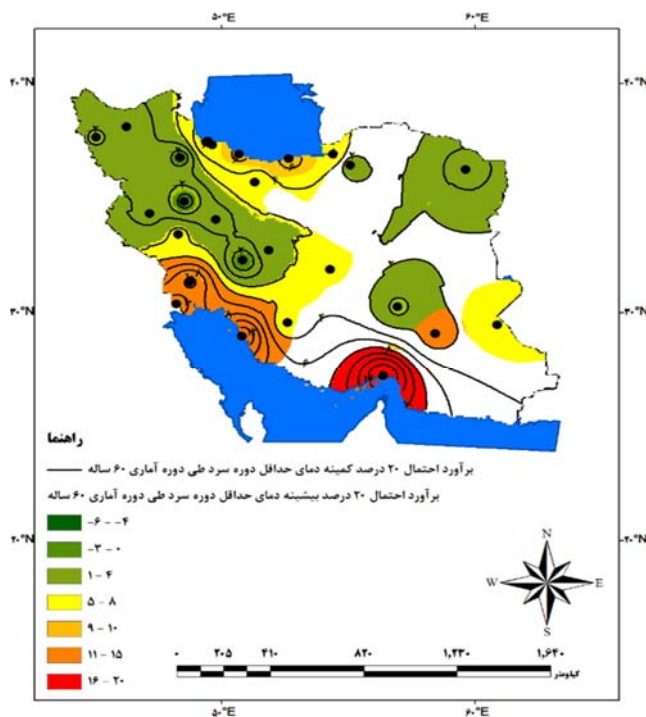 ۵۰°E ۶۰°E
۴۰°N ۴۰°N
۳۰°N ۳۰°N
راهنما
برآورد احتمال ۲۰ درصد کمینه دمای حداقل دوره سرد طی دوره آماری ۶۰ ساله
برآورد احتمال ۲۰ درصد بیشینه دمای حداقل دوره سرد طی دوره آماری ۶۰ ساله
-۶ - -۴
-۳ - ۰
۱ - ۴
۵ - ۸
۹ - ۱۰
۱۱ - ۱۵
۱۶ - ۲۰
۲۰°N ۲۰°N
N
W E
S
۰ ۲۰۵ ۴۱۰ ۸۲۰ ۱,۲۳۰ ۱,۶۴۰
کیلومتر
۵۰°E ۶۰°E